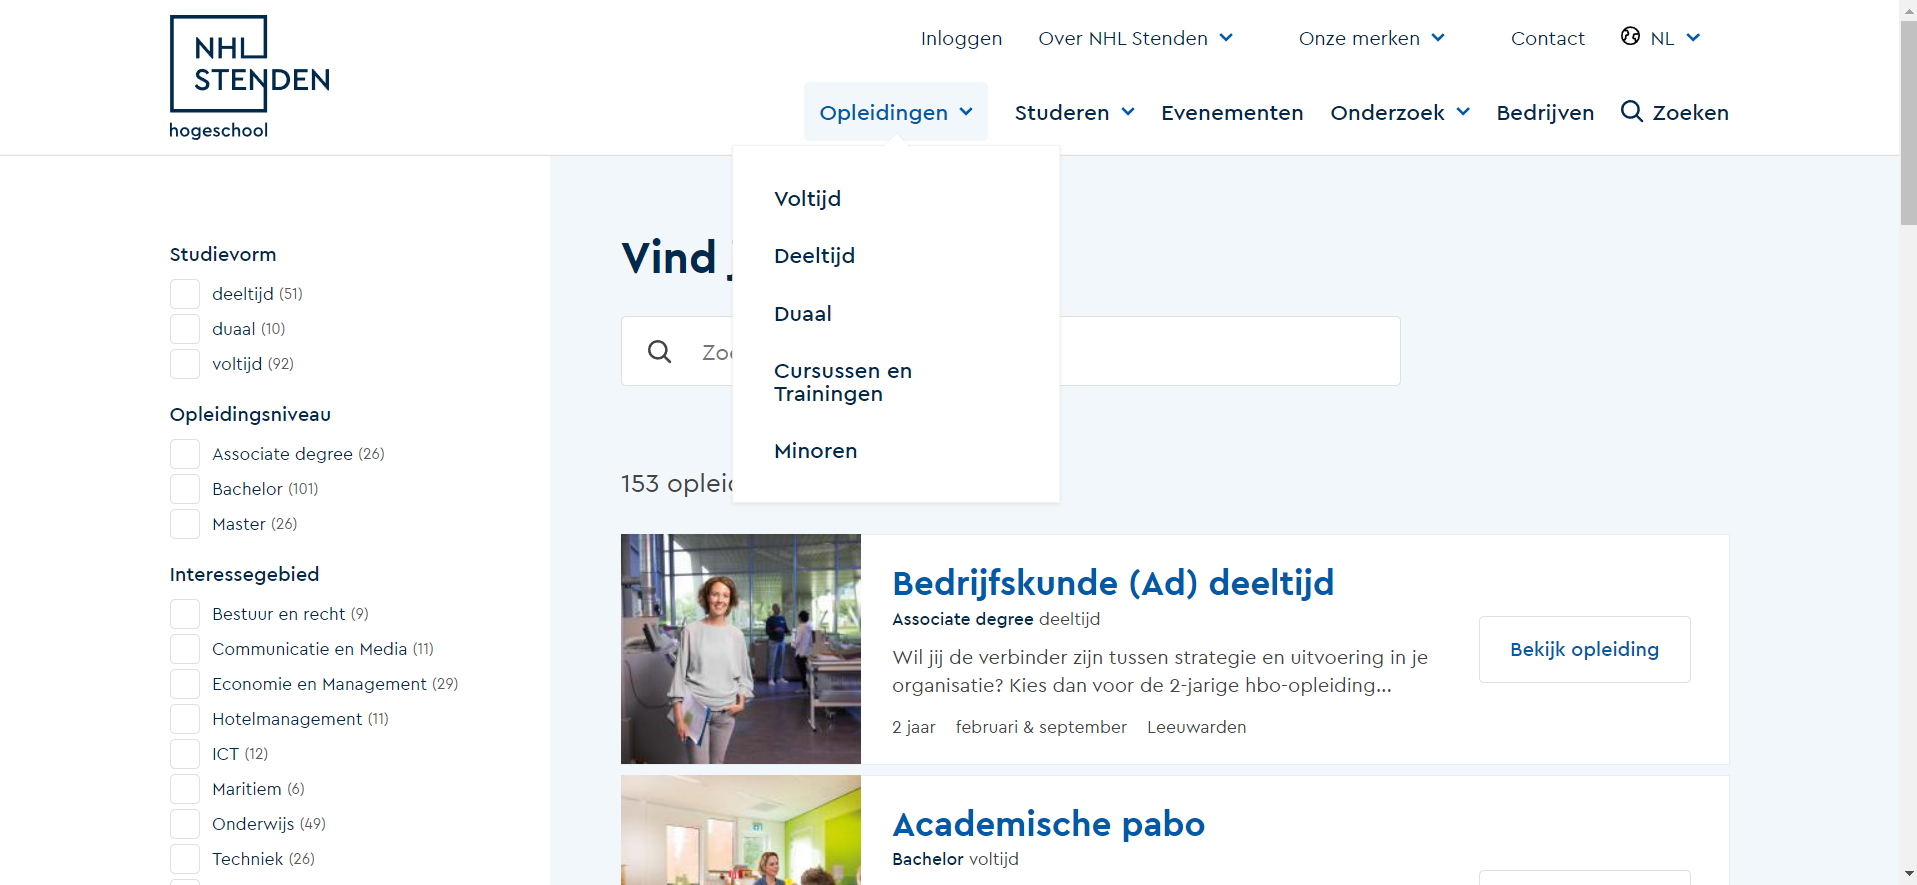 NHL
STENDEN
hogeschool
Inloggen
Over NHL Stenden
Onze merken
Contact
NL
Opleidingen
Studeren
Evenementen
Onderzoek
Bedrijven
Zoeken
Voltijd
Deeltijd
Duaal
Cursussen en
Trainingen
Minoren
Studievorm
deeltijd (51)
duaal (10)
voltijd (92)
Opleidingsniveau
Associate degree (26)
Bachelor (101)
Master (26)
Interessegebied
Bestuur en recht (9)
Communicatie en Media (11)
Economie en Management (29)
Hotelmanagement (11)
ICT (12)
Maritiem (6)
Onderwijs (49)
Techniek (26)
Vind
153
Bedrijfskunde (Ad) deeltijd
Associate degree deeltijd
Wil jij de verbinder zijn tussen strategie en uitvoering in je
organisatie? Kies dan voor de 2-jarige hbo-opleiding...
2 jaar februari & september Leeuwarden
Bekijk opleiding
Academische pabo
Bachelor voltijd